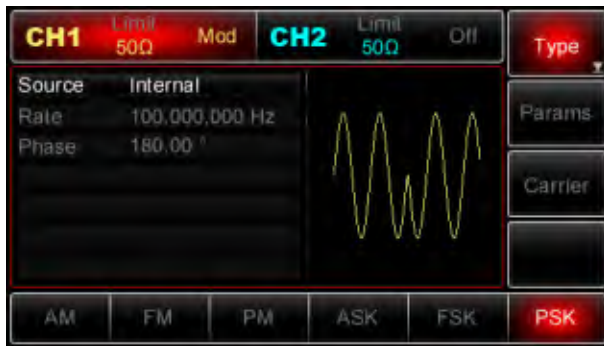 CH1 Limit 50Ω Mod CH2 Limit 50Ω Off Type
Source Internal
Rate 100.000,000 Hz
Phase 180.00 °
Params
Carrier
AM FM PM ASK FSK PSK